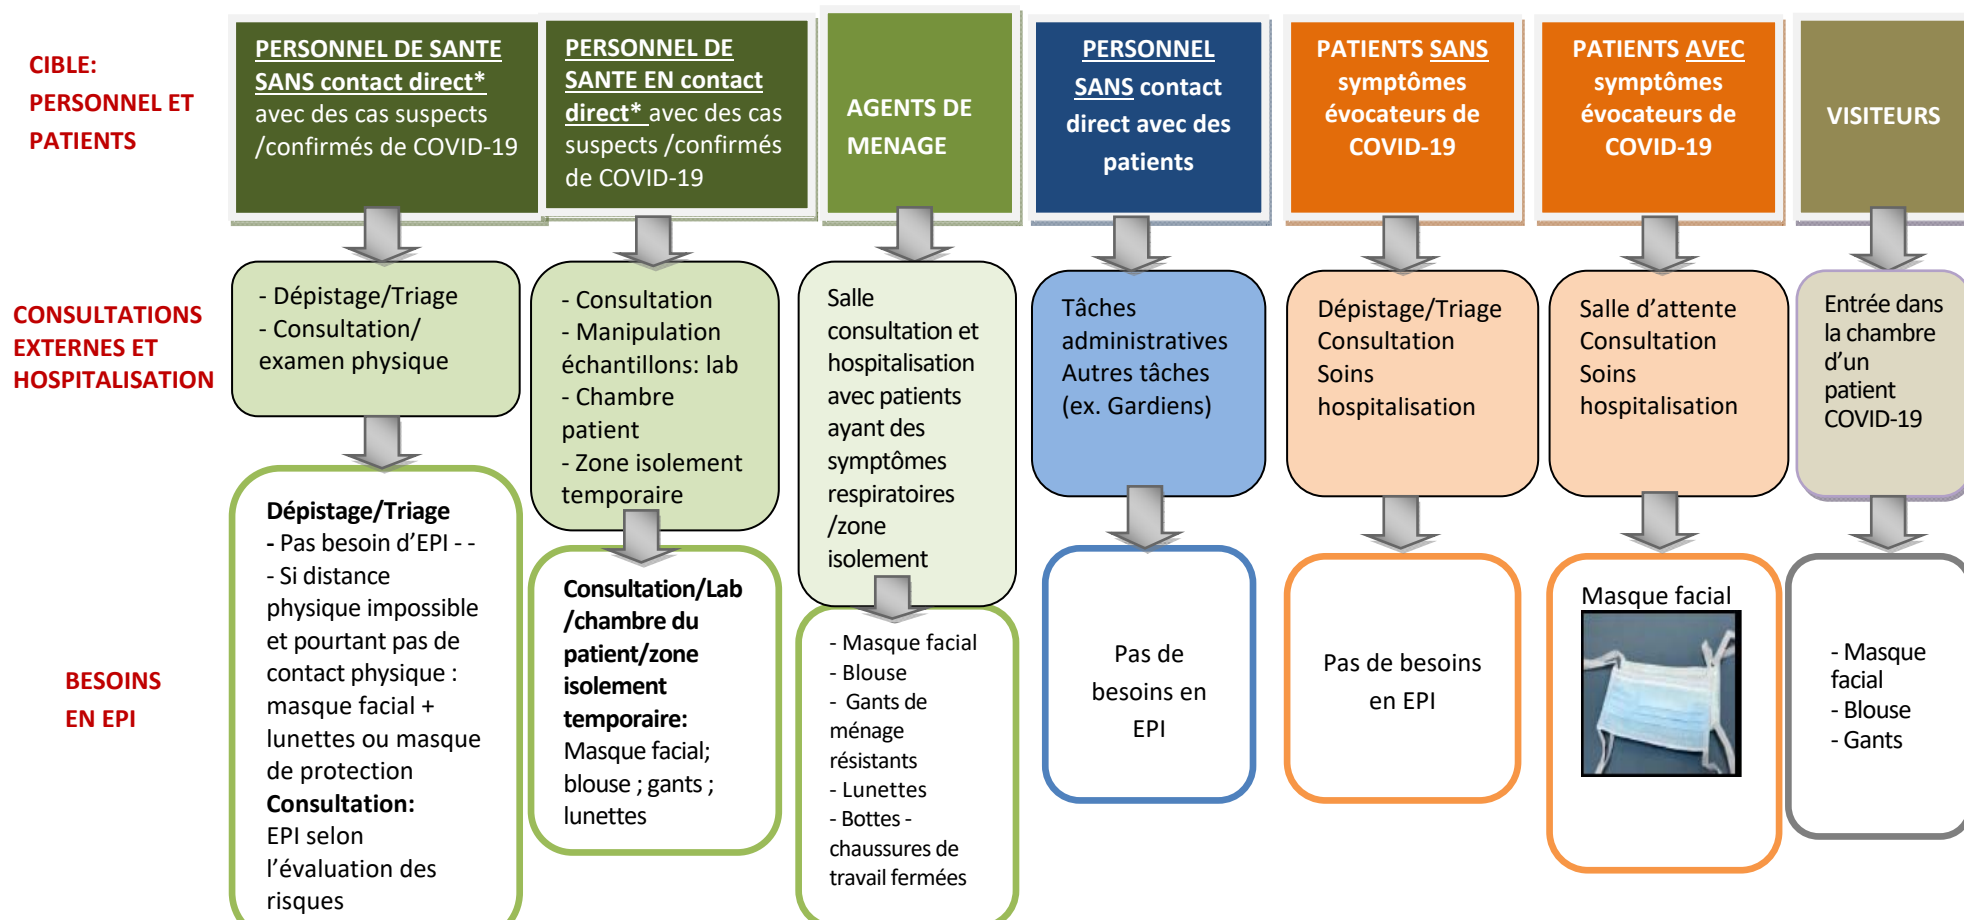 CIBLE:
PERSONNEL ET
PATIENTS
PERSONNEL DE SANTE
SANS contact direct*
avec des cas suspects
/confirmés de COVID-19
PERSONNEL DE
SANTE EN contact
direct* avec des cas
suspects /confirmés
de COVID-19
AGENTS DE
MENAGE
PERSONNEL
SANS contact
direct avec des
patients
PATIENTS SANS
symptômes
évocateurs de
COVID-19
PATIENTS AVEC
symptômes
évocateurs de
COVID-19
VISITEURS
CONSULTATIONS
EXTERNES ET
HOSPITALISATION
- Dépistage/Triage
- Consultation/
examen physique
- Consultation
- Manipulation
échantillons: lab
- Chambre
patient
- Zone isolement
temporaire
Salle
consultation et
hospitalisation
avec patients
ayant des
symptômes
respiratoires
/zone
isolement
Tâches
administratives
Autres tâches
(ex. Gardiens)
Dépistage/Triage
Consultation
Soins
hospitalisation
Salle d’attente
Consultation
Soins
hospitalisation
Entrée dans
la chambre
d’un
patient
COVID-19
BESOINS
EN EPI
Dépistage/Triage
- Pas besoin d’EPI - -
- Si distance
physique impossible
et pourtant pas de
contact physique :
masque facial +
lunettes ou masque
de protection
Consultation:
EPI selon
l’évaluation des
risques
Consultation/Lab
/chambre du
patient/zone
isolement
temporaire:
Masque facial;
blouse ; gants ;
lunettes
- Masque facial
- Blouse
- Gants de
ménage
résistants
- Lunettes
- Bottes -
chaussures de
travail fermées
Pas de
besoins en
EPI
Pas de besoins
en EPI
Masque facial
- Masque
facial
- Blouse
- Gants